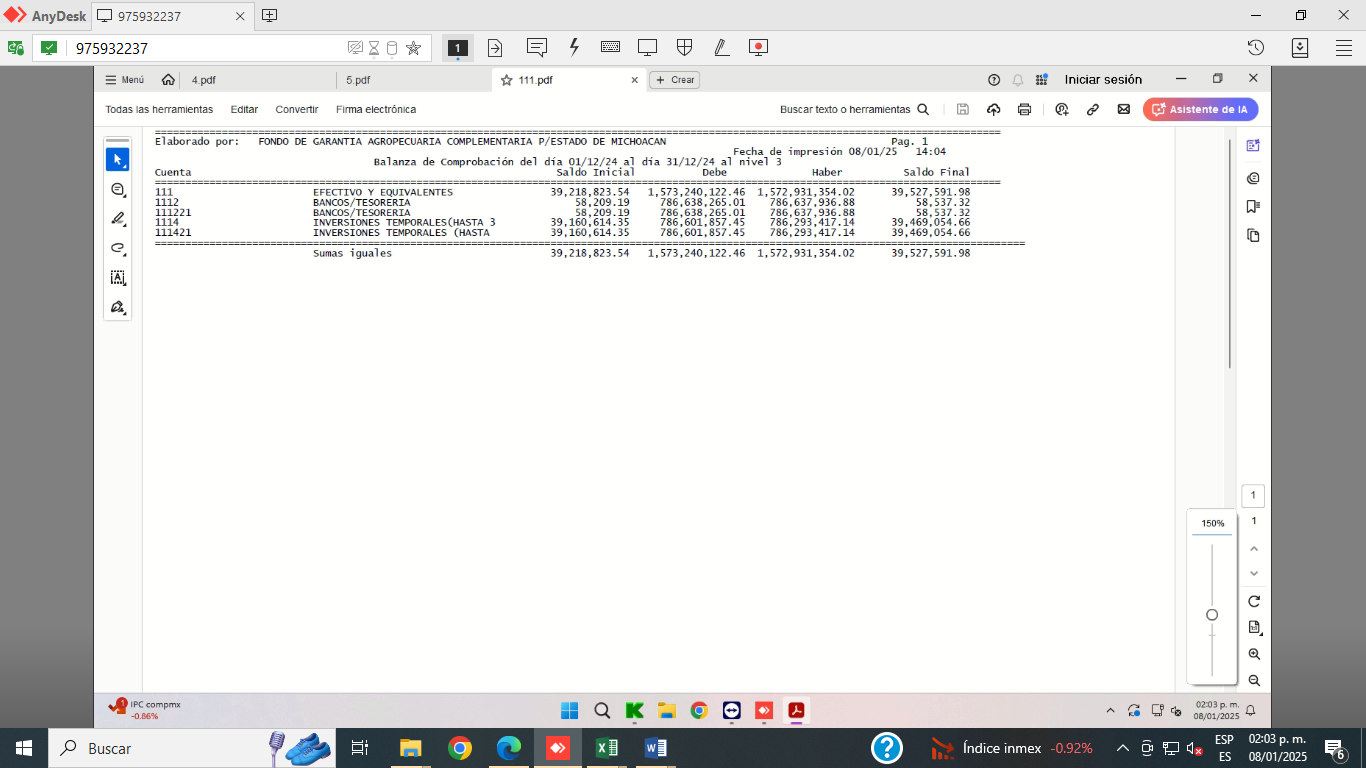 AnyDesk 975932237
975932237 1
Menú 4.pdf 5.pdf 111.pdf Crear Iniciar sesión
Todas las herramientas Editar Convertir Firma electrónica Buscar texto o herramientas Asistente de IA
Elaborado por: FONDO DE GARANTIA AGROPECUARIA COMPLEMENTARIA P/ESTADO DE MICHOACAN Pag. 1
Fecha de impresión 08/01/25 14:04
Balanza de Comprobación del día 01/12/24 al día 31/12/24 al nivel 3
Cuenta Saldo Inicial Debe Haber Saldo Final
111 EFECTIVO Y EQUIVALENTES 39,218,823.54 1,573,240,122.46 1,572,931,354.02 39,527,591.98
1112 BANCOS/TESORERIA 58,209.19 786,638,265.01 786,637,936.88 58,537.32
111221 BANCOS/TESORERIA 58,209.19 786,638,265.01 786,637,936.88 58,537.32
1114 INVERSIONES TEMPORALES(HASTA 3 39,160,614.35 786,601,857.45 786,293,417.14 39,469,054.66
111421 INVERSIONES TEMPORALES (HASTA 39,160,614.35 786,601,857.45 786,293,417.14 39,469,054.66
Sumas iguales 39,218,823.54 1,573,240,122.46 1,572,931,354.02 39,527,591.98
1
150% 1
1 IPC compmx
-0.86%
02:03 p. m.
08/01/2025
Buscar Índice inmex -0.92% ESP
ES
02:03 p. m.
08/01/2025
6